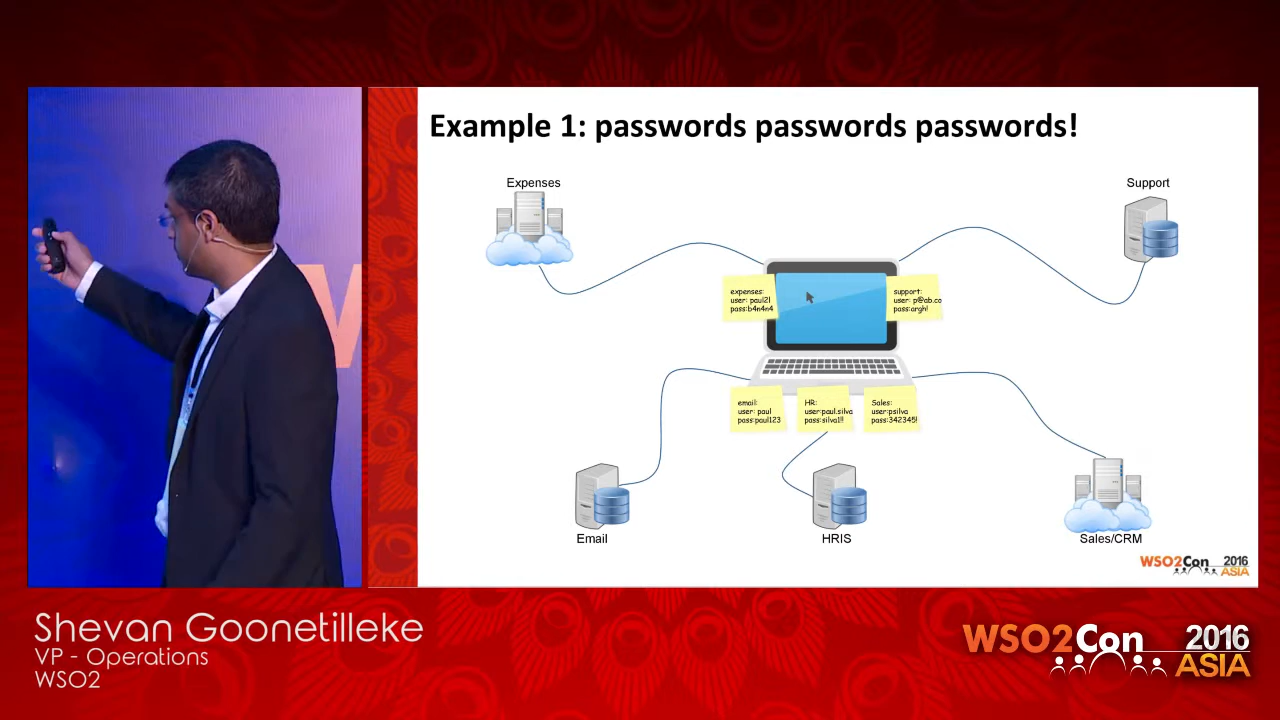 Example 1: passwords passwords passwords!
Expenses
Support
expenses:
user: paul21
pass:b4n4n4
support:
user: p@ab.co
pass:argh!
email:
user: paul
pass:paul123
HR:
user:paul.silva
pass:silva1!!
Sales:
user:psilva
pass:342345!
Email
HRIS
Sales/CRM
WSO2Con 2016
ASIA
Shevan Goonetilleke
VP - Operations
WSO2
WSO2Con 2016
ASIA